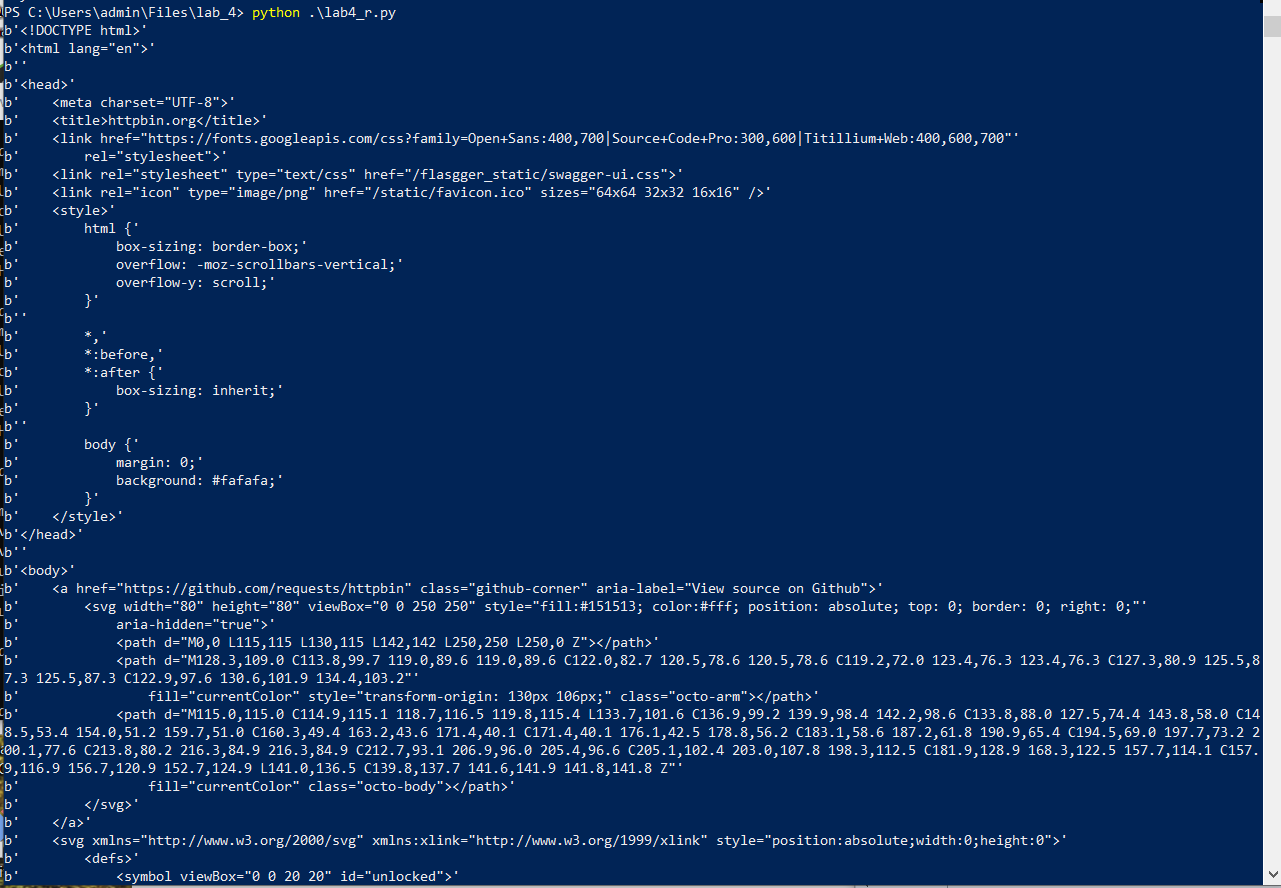 PS C:\Users\admin\Files\lab_4> python .\lab4_r.py
b'<!DOCTYPE html>'
b'<html lang="en">'
b''
b'<head>'
b'    <meta charset="UTF-8">'
b'    <title>httpbin.org</title>'
b'    <link href="https://fonts.googleapis.com/css?family=Open+Sans:400,700|Source+Code+Pro:300,600|Titillium+Web:400,600,700"'
b'        rel="stylesheet">'
b'    <link rel="stylesheet" type="text/css" href="/flasgger_static/swagger-ui.css">'
b'    <link rel="icon" type="image/png" href="/static/favicon.ico" sizes="64x64 32x32 16x16" />'
b'    <style>'
b'        html {'
b'            box-sizing: border-box;'
b'            overflow: -moz-scrollbars-vertical;'
b'            overflow-y: scroll;'
b'        }'
b''
b'        *,'
b'        *:before,'
b'        *:after {'
b'            box-sizing: inherit;'
b'        }'
b''
b'        body {'
b'            margin: 0;'
b'            background: #fafafa;'
b'        }'
b'    </style>'
b'</head>'
b''
b'<body>'
b'    <a href="https://github.com/requests/httpbin" class="github-corner" aria-label="View source on Github">'
b'        <svg width="80" height="80" viewBox="0 0 250 250" style="fill:#151513; color:#fff; position: absolute; top: 0; border: 0; right: 0;"'
b'            aria-hidden="true">'
b'            <path d="M0,0 L115,115 L130,115 L142,142 L250,250 L250,0 Z"></path>'
b'            <path d="M128.3,109.0 C113.8,99.7 119.0,89.6 119.0,89.6 C122.0,82.7 120.5,78.6 120.5,78.6 C119.2,72.0 123.4,76.3 123.4,76.3 C127.3,80.9 125.5,8
7.3 125.5,87.3 C122.9,97.6 130.6,101.9 134.4,103.2"'
b'                fill="currentColor" style="transform-origin: 130px 106px;" class="octo-arm"></path>'
b'            <path d="M115.0,115.0 C114.9,115.1 118.7,116.5 119.8,115.4 L133.7,101.6 C136.9,99.2 139.9,98.4 142.2,98.6 C133.8,88.0 127.5,74.4 143.8,58.0 C14
8.5,53.4 154.0,51.2 159.7,51.0 C160.3,49.4 163.2,43.6 171.4,40.1 C171.4,40.1 176.1,42.5 178.8,56.2 C183.1,58.6 187.2,61.8 190.9,65.4 C194.5,69.0 197.7,73.2 2
00.1,77.6 C213.8,80.2 216.3,84.9 216.3,84.9 C212.7,93.1 206.9,96.0 205.4,96.6 C205.1,102.4 203.0,107.8 198.3,112.5 C181.9,128.9 168.3,122.5 157.7,114.1 C157.
9,116.9 156.7,120.9 152.7,124.9 L141.0,136.5 C139.8,137.7 141.6,141.9 141.8,141.8 Z"'
b'                fill="currentColor" class="octo-body"></path>'
b'        </svg>'
b'    </a>'
b'    <svg xmlns="http://www.w3.org/2000/svg" xmlns:xlink="http://www.w3.org/1999/xlink" style="position:absolute;width:0;height:0">'
b'        <defs>'
b'            <symbol viewBox="0 0 20 20" id="unlocked">'